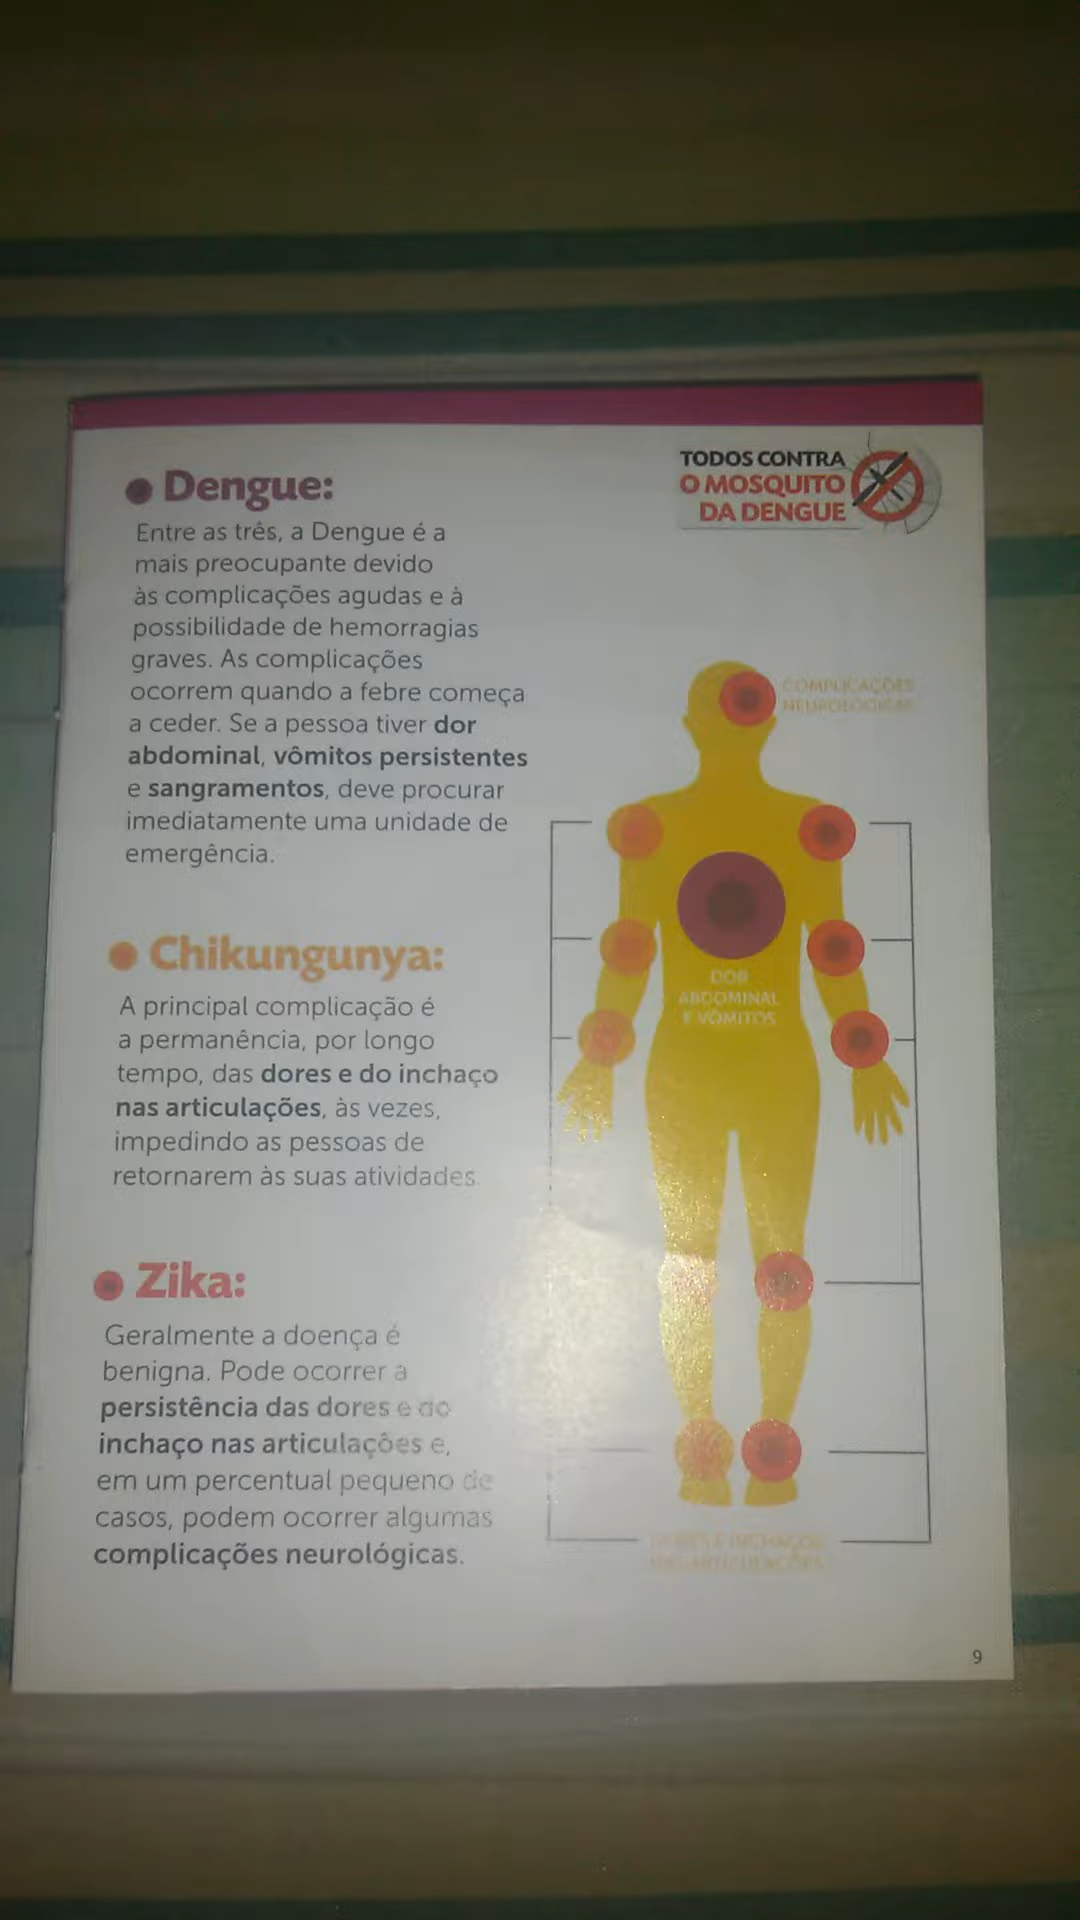 TODOS CONTRA
O MOSQUITO
DA DENGUE
Dengue:
Entre as três, a Dengue é a
mais preocupante devido
às complicações agudas e à
possibilidade de hemorragias
graves. As complicações
ocorrem quando a febre começa
a ceder. Se a pessoa tiver dor
abdominal, vômitos persistentes
e sangramentos, deve procurar
imediatamente uma unidade de
emergência.
Chikungunya:
A principal complicação é
a permanência, por longo
tempo, das dores e do inchaço
nas articulações, às vezes,
impedindo as pessoas de
retornarem às suas atividades.
Zika:
Geralmente a doença é
benigna. Pode ocorrer a
persistência das dores e do
inchaço nas articulações e,
em um percentual pequeno de
casos, podem ocorrer algumas
complicações neurológicas.
COMPLICAÇÕES
NEUROLÓGICAS
DOR
ABDOMINAL
E VÔMITOS
DORES E INCHAÇOS
NAS ARTICULAÇÕES
9